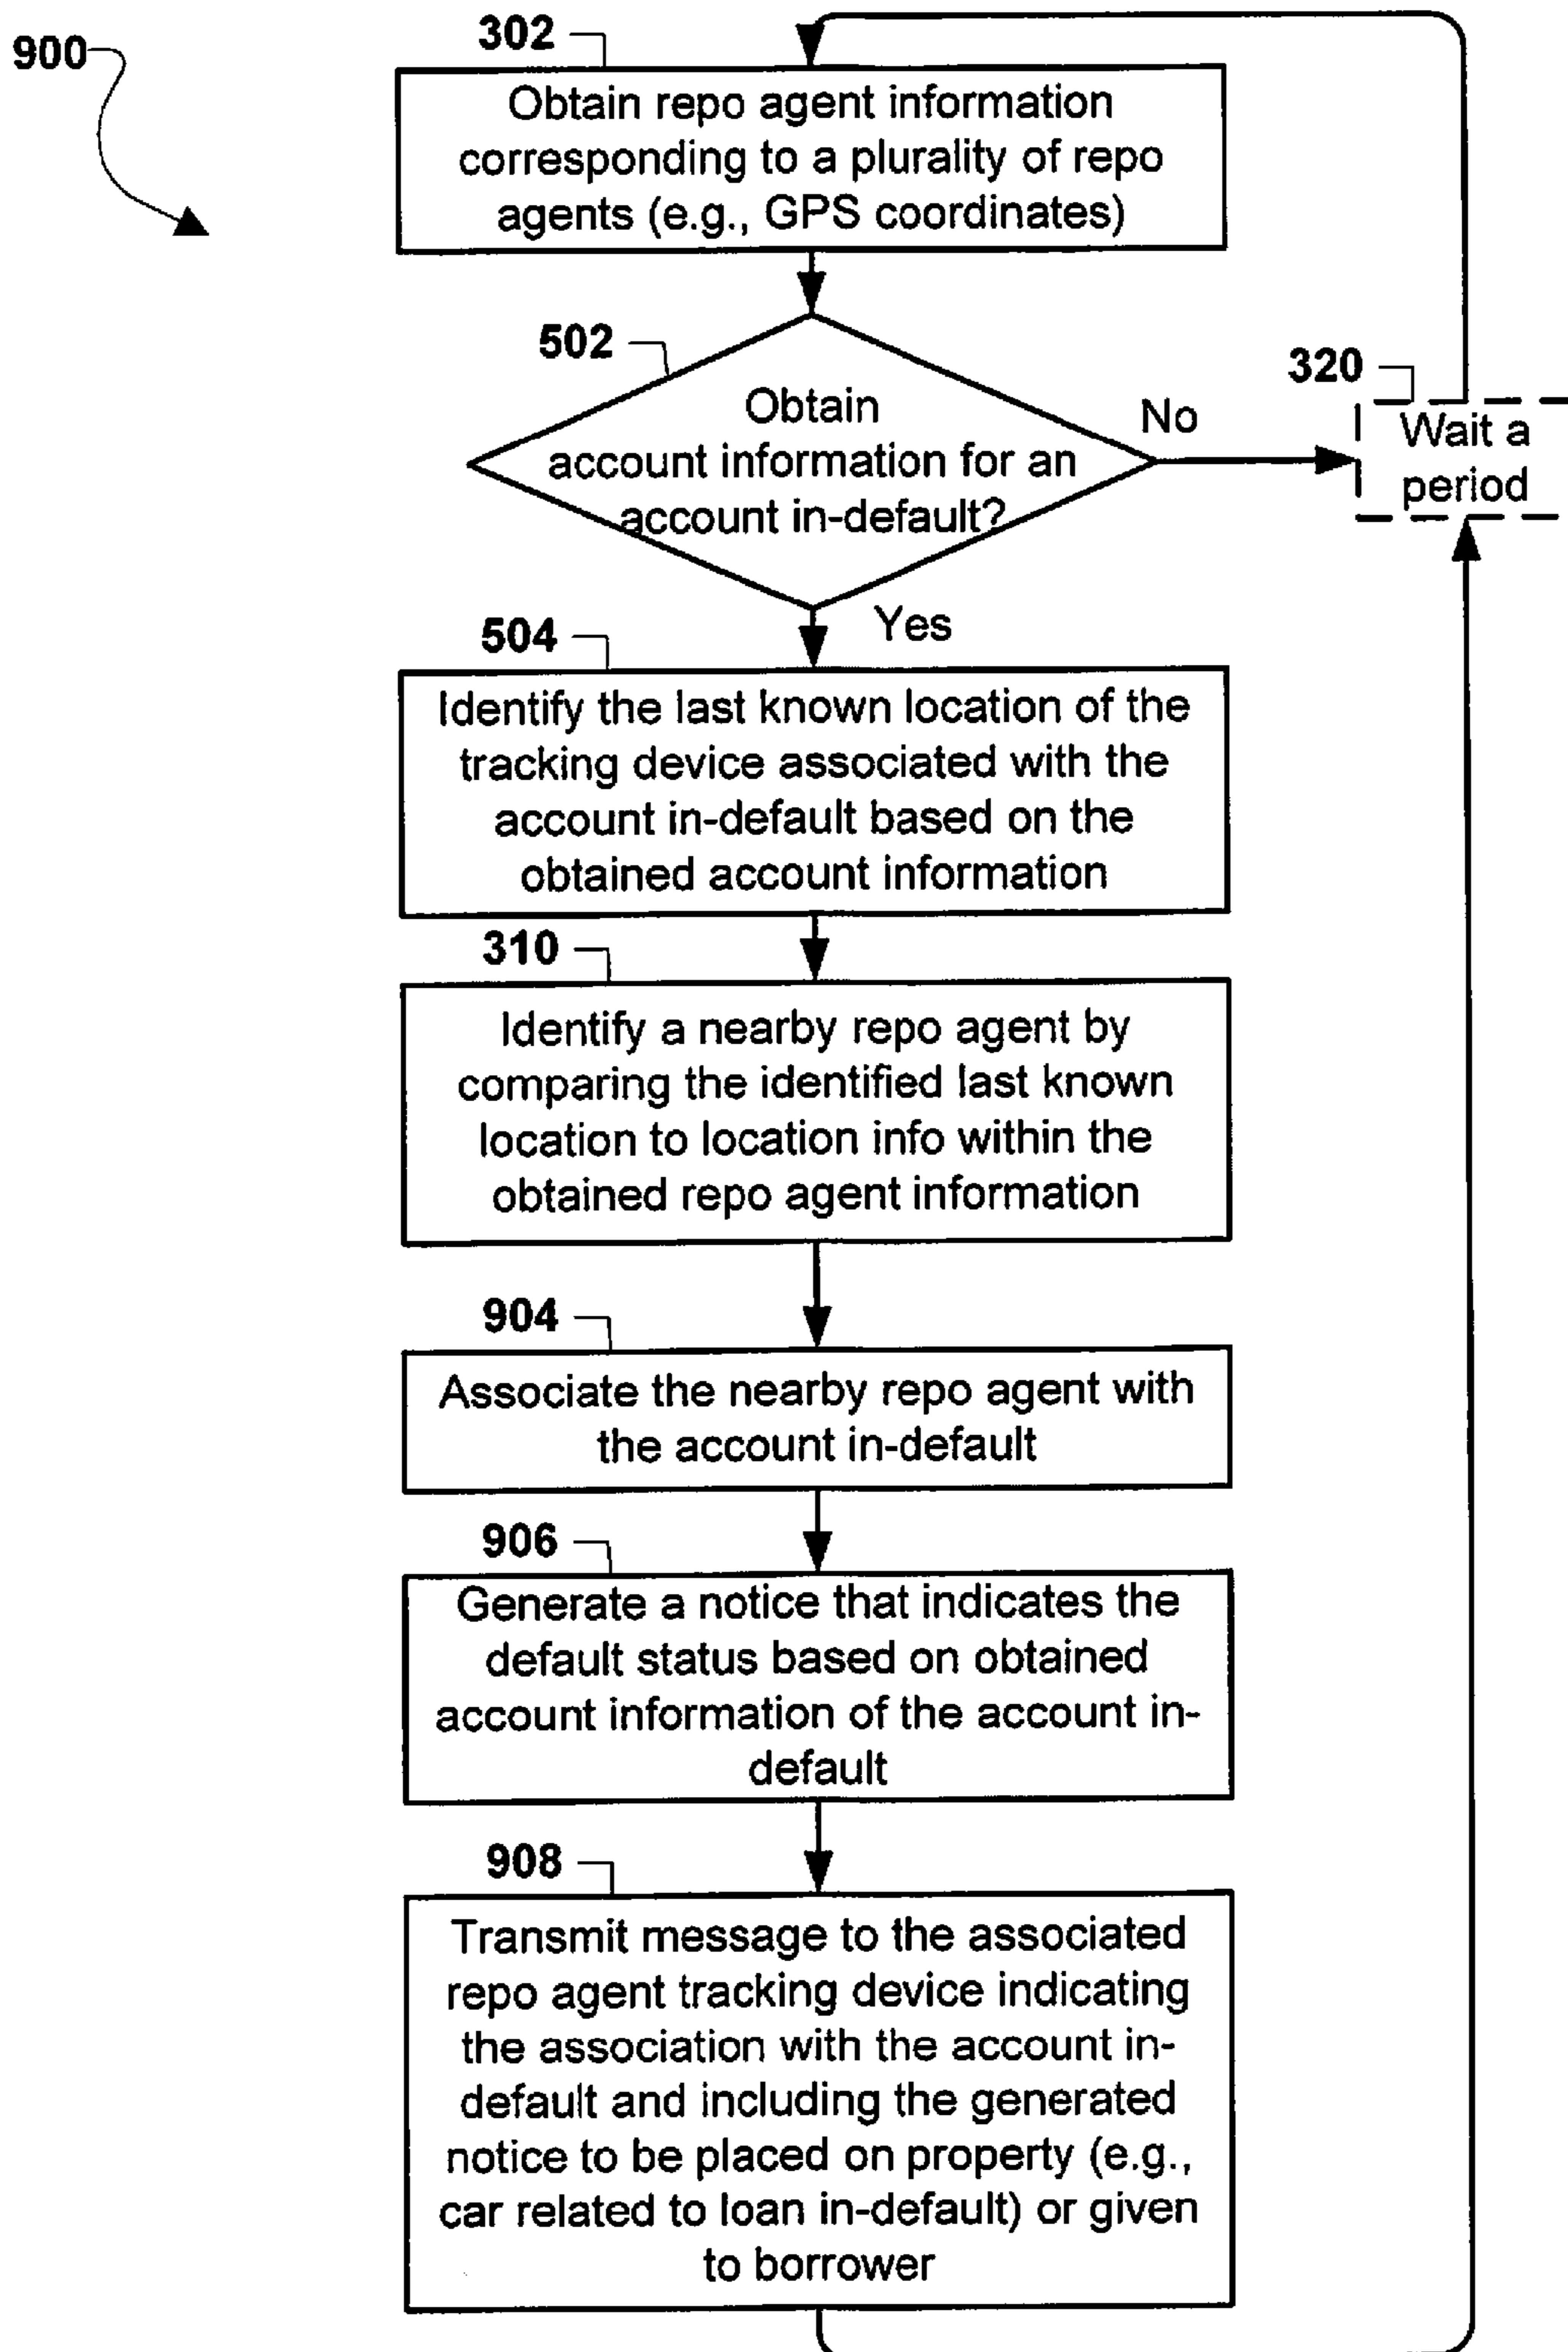 900
302
Obtain repo agent information
corresponding to a plurality of repo
agents (e.g., GPS coordinates)
502
Obtain
account information for an
account in-default?
No
320
Wait a
period
Yes
504
Identify the last known location of the
tracking device associated with the
account in-default based on the
obtained account information
310
Identify a nearby repo agent by
comparing the identified last known
location to location info within the
obtained repo agent information
904
Associate the nearby repo agent with
the account in-default
906
Generate a notice that indicates the
default status based on obtained
account information of the account in-
default
908
Transmit message to the associated
repo agent tracking device indicating
the association with the account in-
default and including the generated
notice to be placed on property (e.g.,
car related to loan in-default) or given
to borrower